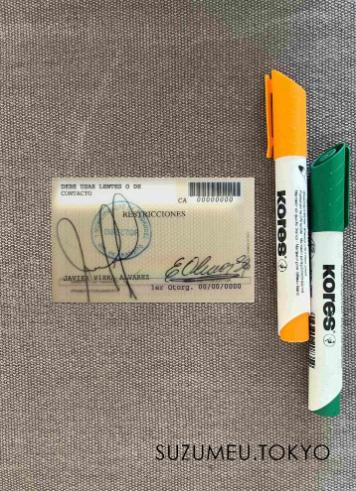 DEBE USAR LENTES O DE
CONTACTO
CA 00000000
RESTRICCIONES
DIRECTOR
JAVIER VIERA ALVAREZ
1er Otorg. 00/00/0000
kores
kores
SUZUMEU.TOKYO